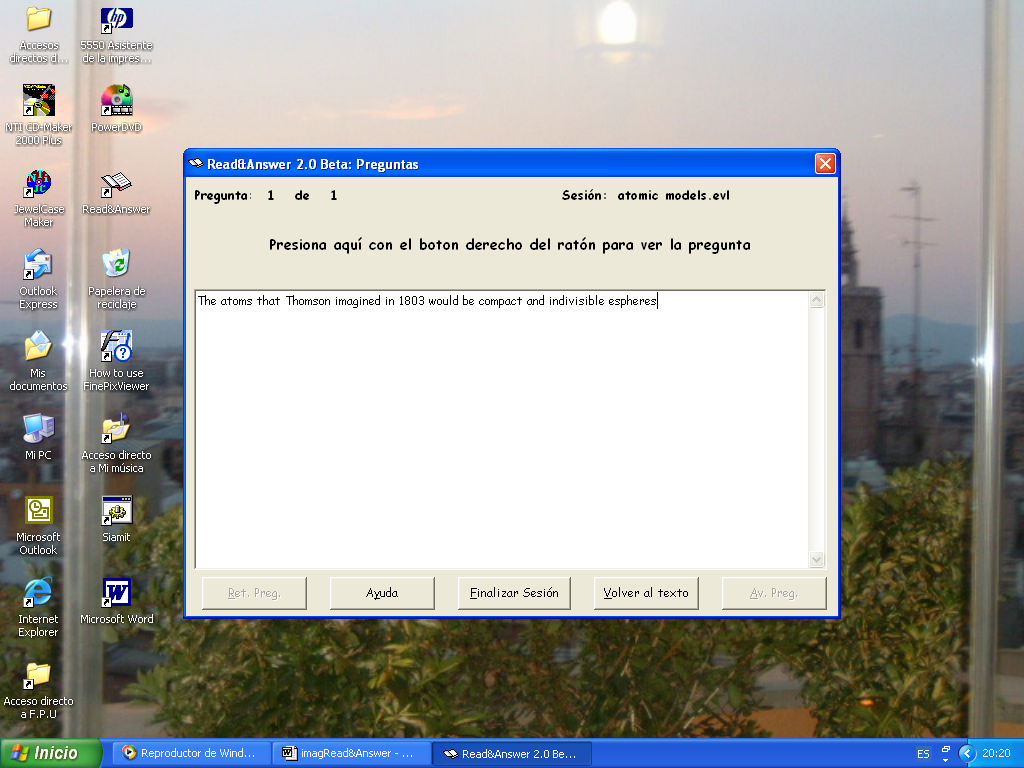 Accesos
directos d...
5550 Asistente
de la impres...
NTI CD-Maker
2000 Plus
PowerDVD
JewelCase
Maker
Read&Answer
Outlook
Express
Papelera de
reciclaje
Mis
documentos
How to use
FinePixViewer
Mi PC
Acceso directo
a Mi música
Microsoft
Outlook
Siamit
Internet
Explorer
Microsoft Word
Acceso directo
a F.P.U
Read&Answer 2.0 Beta: Preguntas
Pregunta: 1 de 1 Sesión: atomic models.evl
Presiona aquí con el boton derecho del ratón para ver la pregunta
The atoms that Thomson imagined in 1803 would be compact and indivisible espheres
Ret. Preg. Ayuda Finalizar Sesión Volver al texto Av. Preg.
Inicio Reproductor de Wind... imagRead&Answer - ... Read&Answer 2.0 Be... ES 20:20